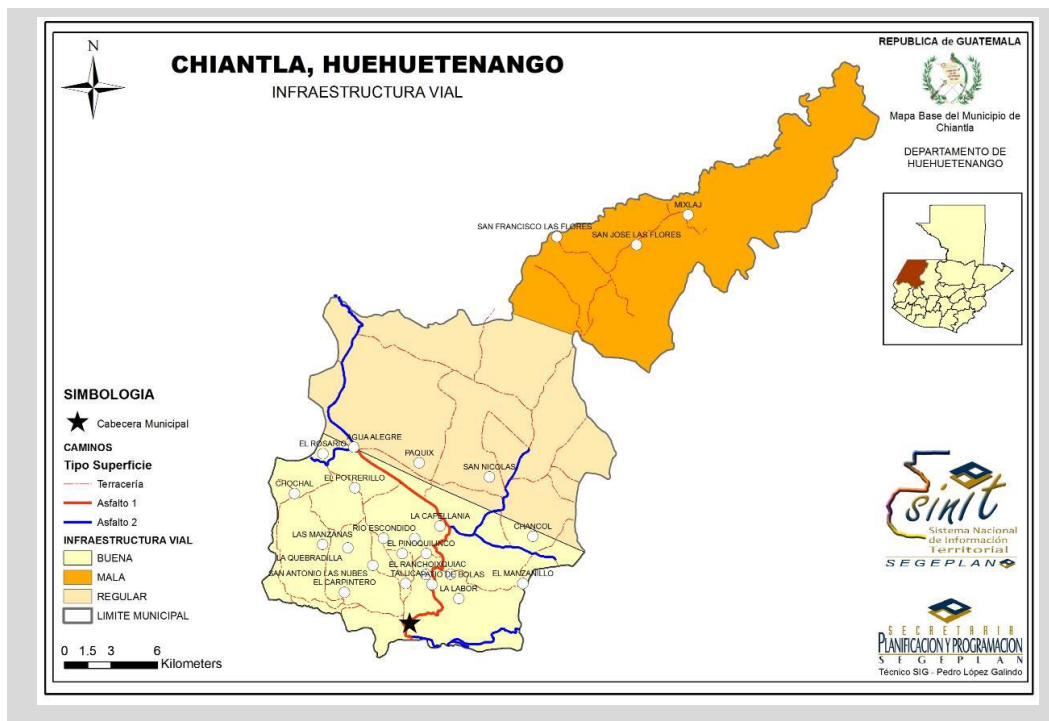 N
CHIANTLA, HUEHUETENANGO
INFRAESTRUCTURA VIAL
REPUBLICA de GUATEMALA
Mapa Base del Municipio de
Chiantla
DEPARTAMENTO DE
HUEHUETENANGO
MIXLAJ
SAN FRANCISCO LAS FLORES
SAN JOSE LAS FLORES
AGUA ALEGRE
EL ROSARIO
PAQUIX
SAN NICOLAS
EL POTRERILLO
CHOCHAL
LA CAPELLANIA
CHANCOL
RIO ESCONDIDO
LAS MANZANAS
EL PINO
QUILINCO
LA QUEBRADILLA
EL RANCHO
IXQUIAC
SAN ANTONIO LAS NUBES
TALLICA
PATIO DE BOLAS
EL MANZANILLO
EL CARPINTERO
LA LABOR
SIMBOLOGIA
Cabecera Municipal
CAMINOS
Tipo Superficie
Terracería
Asfalto 1
Asfalto 2
INFRAESTRUCTURA VIAL
BUENA
MALA
REGULAR
LIMITE MUNICIPAL
0 1.5 3 6
Kilometers
sinit
Sistema Nacional
de Información
Territorial
SEGEPLAN
SECRETARIA
PLANIFICACION Y PROGRAMACION
SEGEPLAN
Técnico SIG - Pedro López Galindo